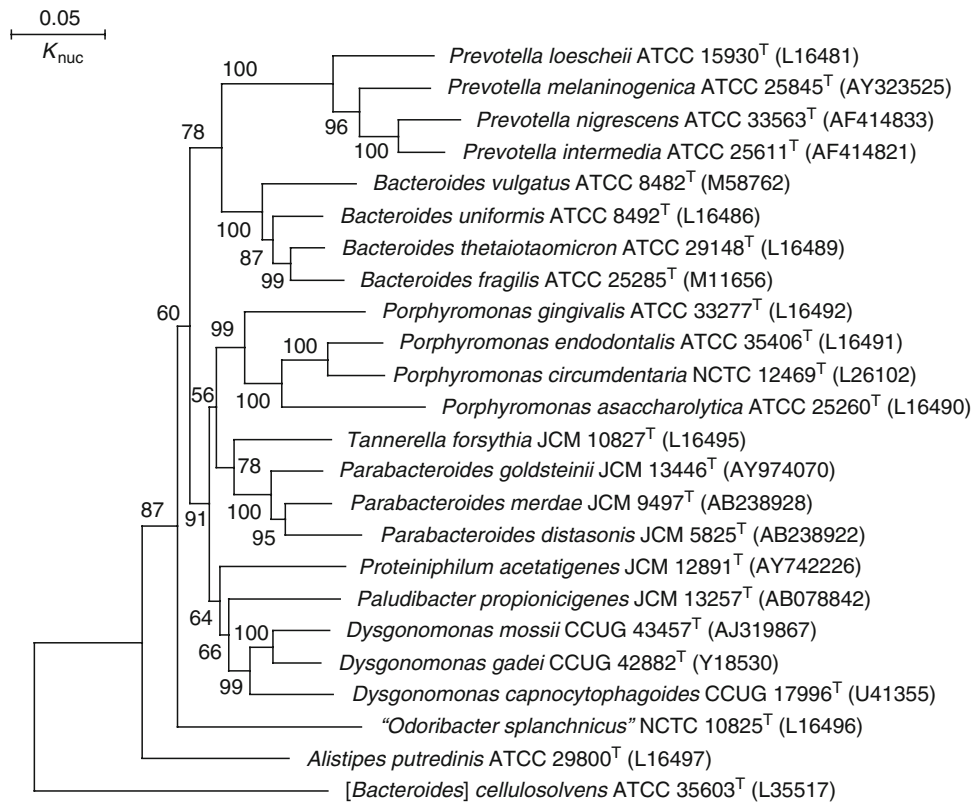 0.05
Knuc
100
Prevotella loescheii ATCC 15930T (L16481)
Prevotella melaninogenica ATCC 25845T (AY323525)
96
Prevotella nigrescens ATCC 33563T (AF414833)
78
100
Prevotella intermedia ATCC 25611T (AF414821)
Bacteroides vulgatus ATCC 8482T (M58762)
100
Bacteroides uniformis ATCC 8492T (L16486)
87
Bacteroides thetaiotaomicron ATCC 29148T (L16489)
99
Bacteroides fragilis ATCC 25285T (M11656)
60
99
Porphyromonas gingivalis ATCC 33277T (L16492)
100
Porphyromonas endodontalis ATCC 35406T (L16491)
Porphyromonas circumdentaria NCTC 12469T (L26102)
56
100
Porphyromonas asaccharolytica ATCC 25260T (L16490)
Tannerella forsythia JCM 10827T (L16495)
78
Parabacteroides goldsteinii JCM 13446T (AY974070)
87
91
100
Parabacteroides merdae JCM 9497T (AB238928)
95
Parabacteroides distasonis JCM 5825T (AB238922)
Proteiniphilum acetatigenes JCM 12891T (AY742226)
64
Paludibacter propionicigenes JCM 13257T (AB078842)
66
100
Dysgonomonas mossii CCUG 43457T (AJ319867)
Dysgonomonas gadei CCUG 42882T (Y18530)
99
Dysgonomonas capnocytophagoides CCUG 17996T (U41355)
“Odoribacter splanchnicus” NCTC 10825T (L16496)
Alistipes putredinis ATCC 29800T (L16497)
[Bacteroides] cellulosolvens ATCC 35603T (L35517)